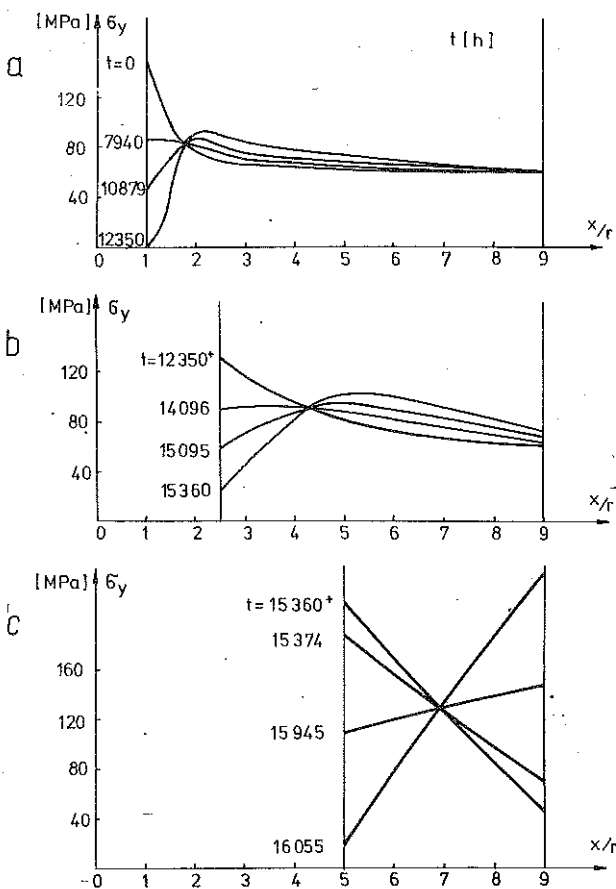 [MPa] σy
t [h]
a
t=0
120
80
7940
40
10879
12350
x/r
0 1 2 3 4 5 6 7 8 9
[MPa] σy
b
t=12350⁺
120
14096
80
15095
40
15360
x/r
0 1 2 3 4 5 6 7 8 9
[MPa] σy
c
t=15360⁺
15374
160
120
15945
80
40
16055
x/r
0 1 2 3 4 5 6 7 8 9